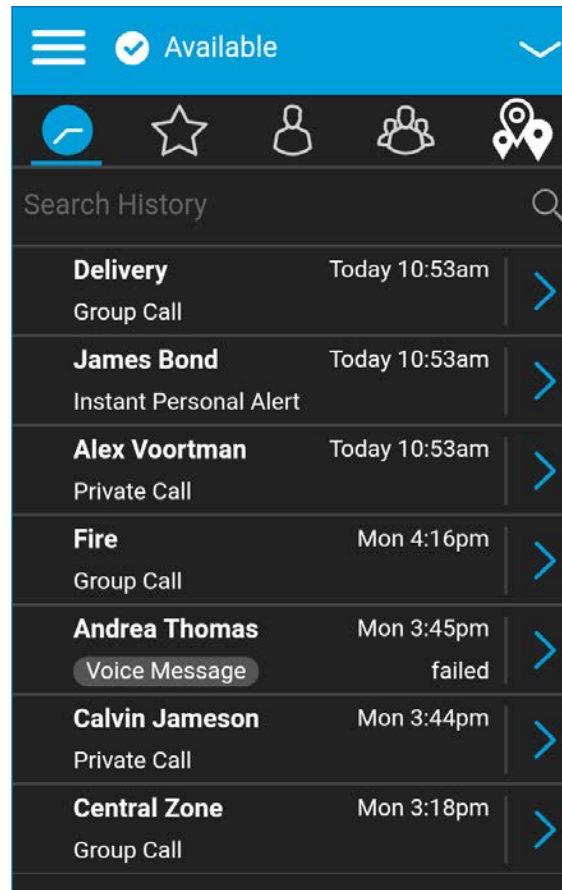 Available
Search History
Delivery Today 10:53am
Group Call
James Bond Today 10:53am
Instant Personal Alert
Alex Voortman Today 10:53am
Private Call
Fire Mon 4:16pm
Group Call
Andrea Thomas Mon 3:45pm
Voice Message failed
Calvin Jameson Mon 3:44pm
Private Call
Central Zone Mon 3:18pm
Group Call